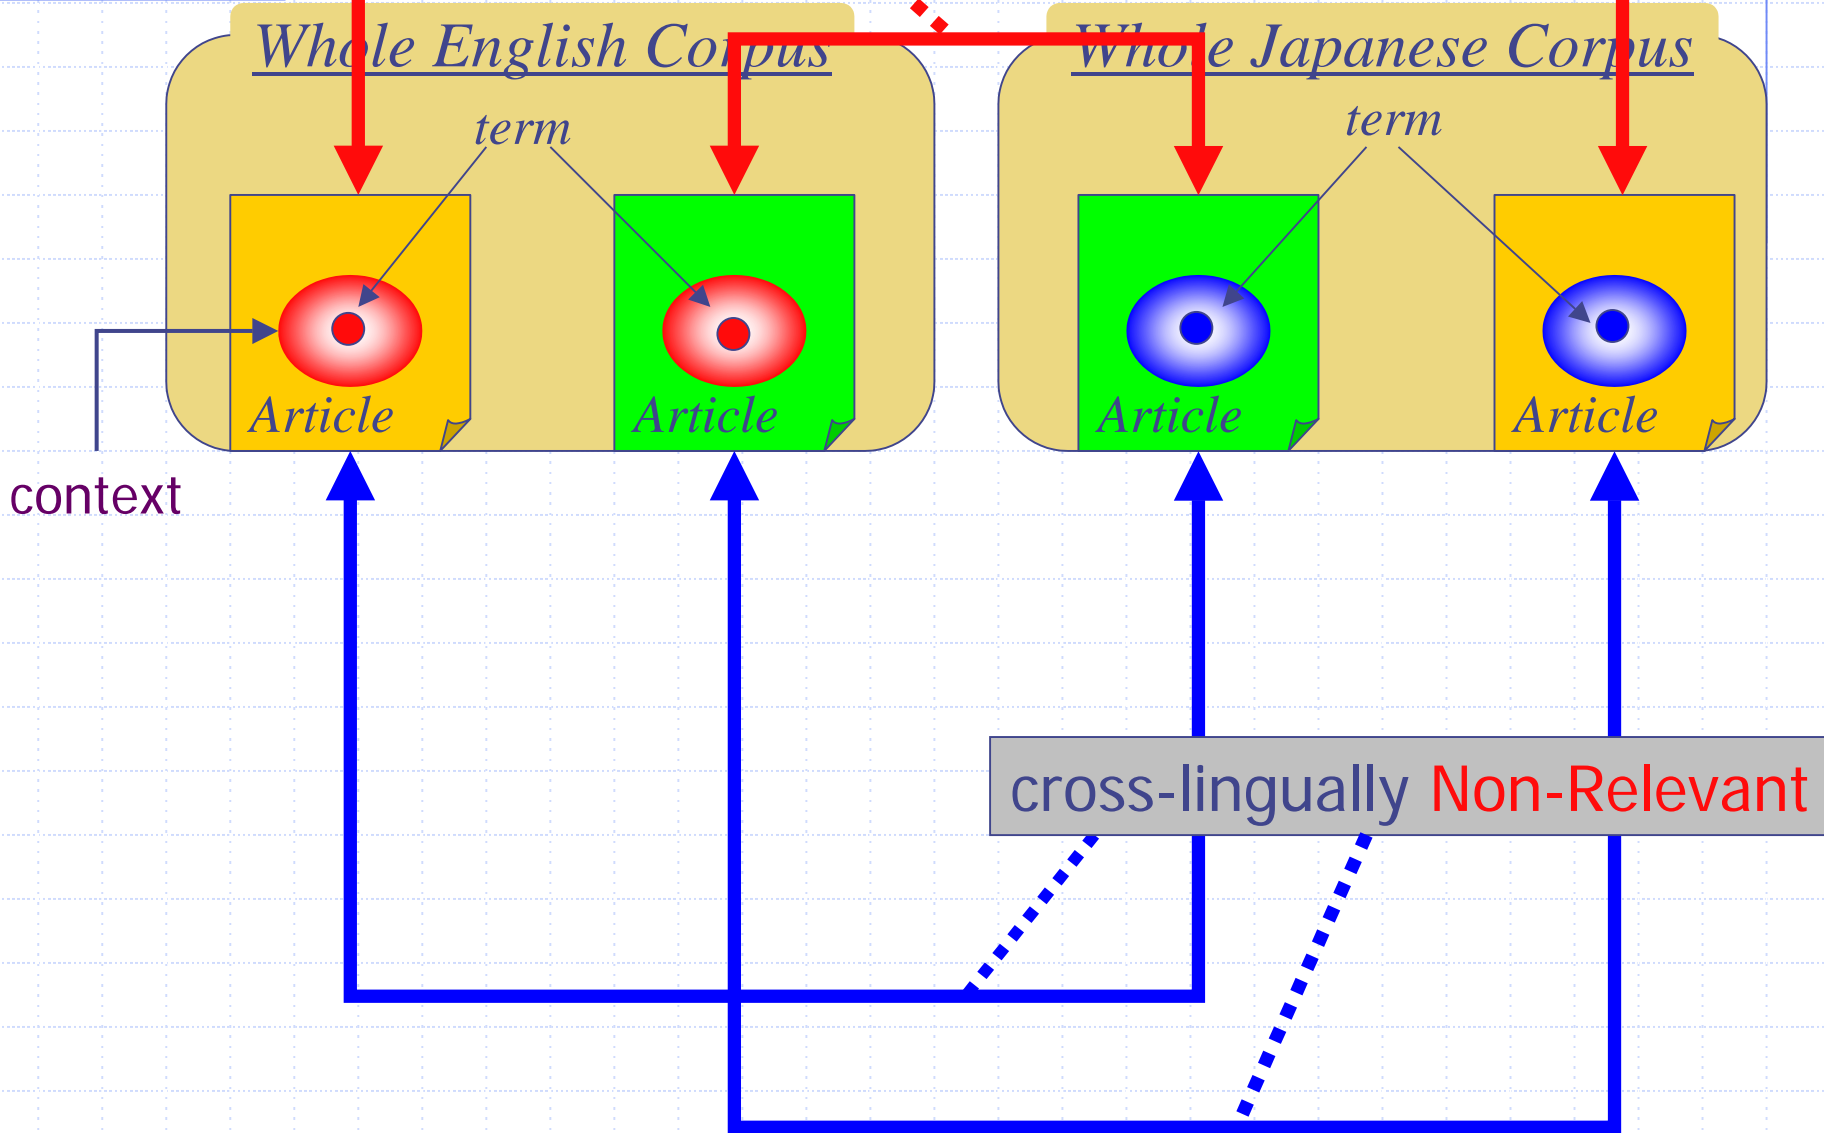 Whole English Corpus
Whole Japanese Corpus
term
term
Article
Article
Article
Article
context
cross-lingually Non-Relevant